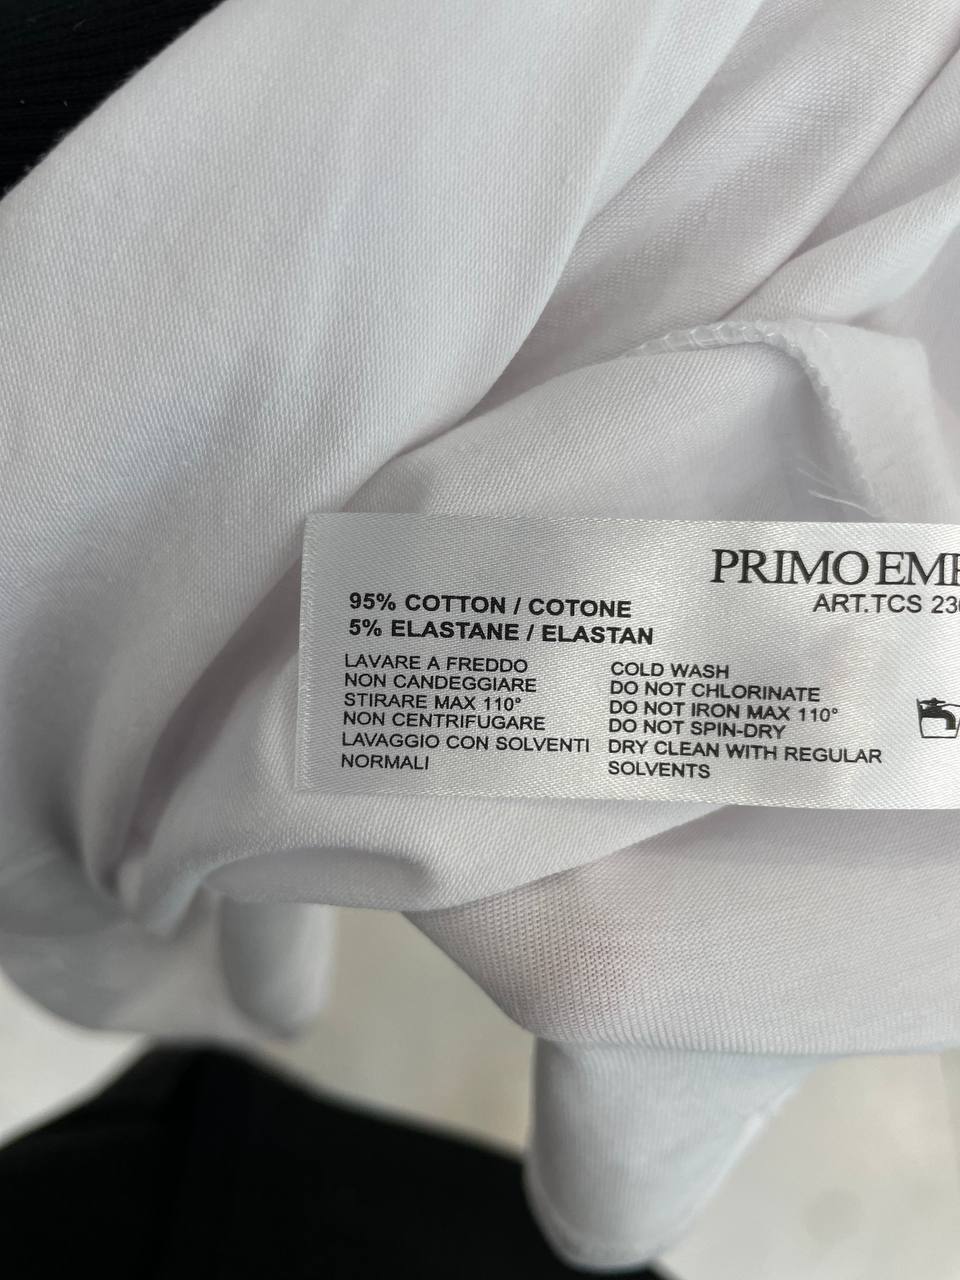 PRIMO EMP
ART.TCS 23
95% COTTON / COTONE
5% ELASTANE / ELASTAN
LAVARE A FREDDO
NON CANDEGGIARE
STIRARE MAX 110°
NON CENTRIFUGARE
LAVAGGIO CON SOLVENTI
NORMALI
COLD WASH
DO NOT CHLORINATE
DO NOT IRON MAX 110°
DO NOT SPIN-DRY
DRY CLEAN WITH REGULAR
SOLVENTS